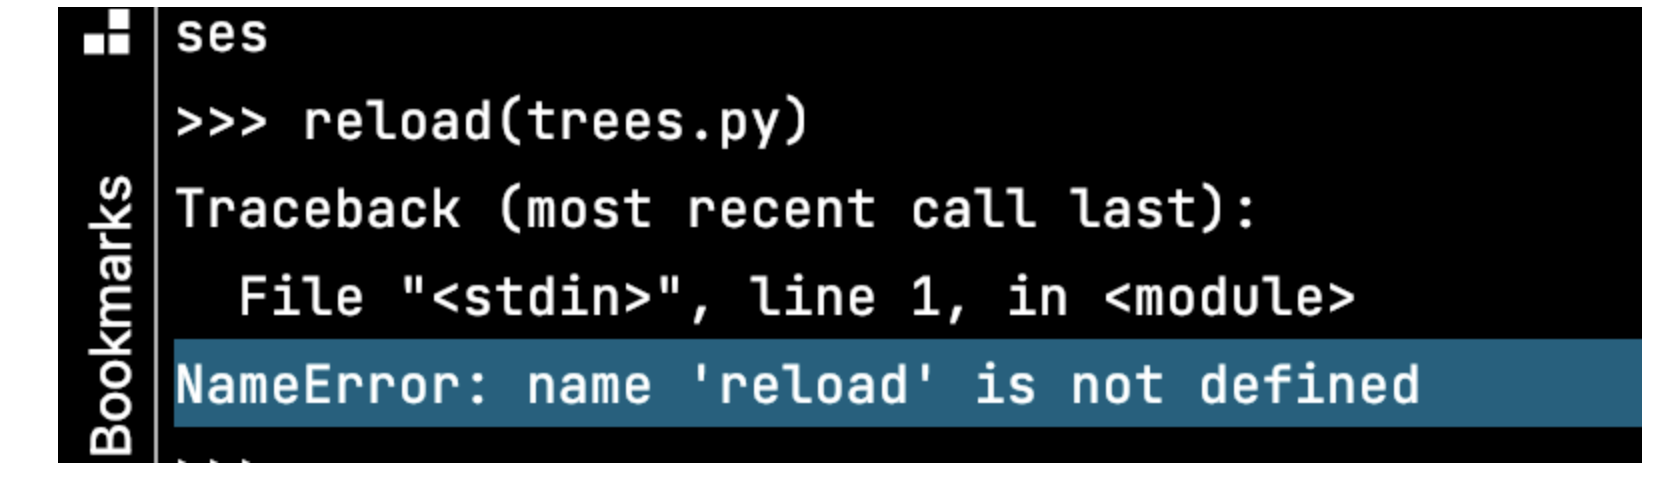 ses
>>> reload(trees.py)
Traceback (most recent call last):
  File "<stdin>", line 1, in <module>
NameError: name 'reload' is not defined
>>>
Bookmarks